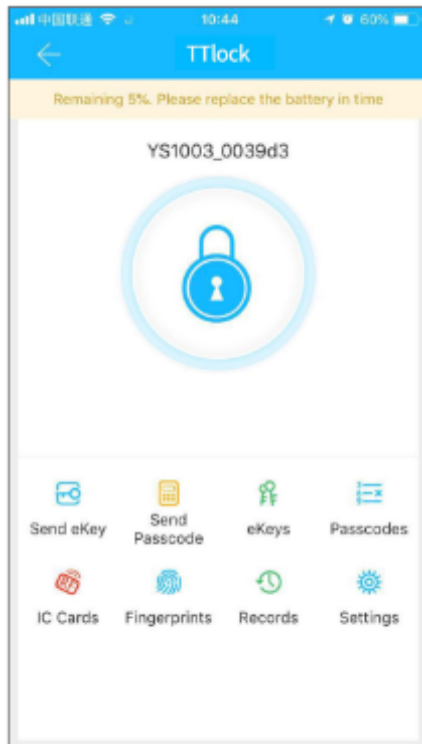 中国联通 10:44 60%
TTlock
Remaining 5%. Please replace the battery in time
YS1003_0039d3
Send eKey
Send
Passcode
eKeys
Passcodes
IC Cards
Fingerprints
Records
Settings